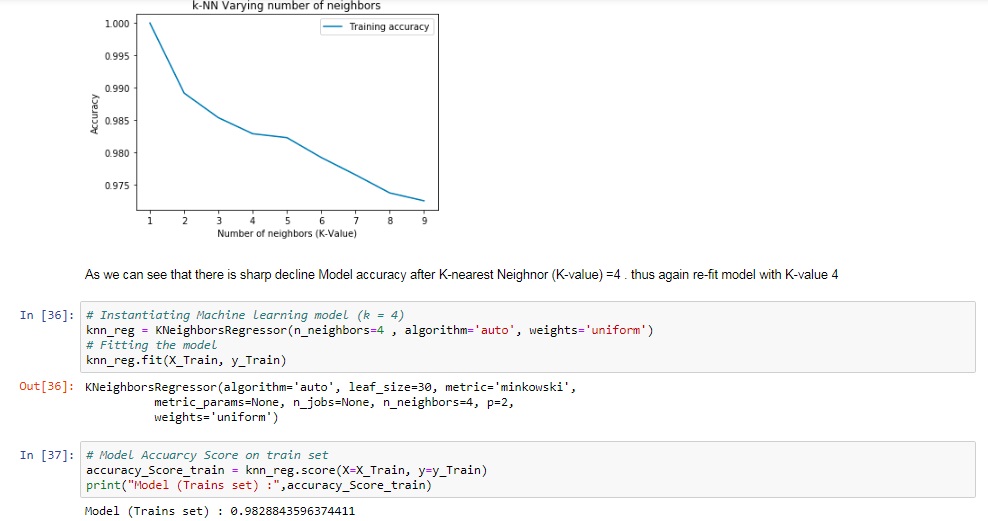 k-NN Varying number of neighbors
Training accuracy
1.000
0.995
0.990
0.985
0.980
0.975
Accuracy
1 2 3 4 5 6 7 8 9
Number of neighbors (K-Value)
As we can see that there is sharp decline Model accuracy after K-nearest Neighnor (K-value) =4 . thus again re-fit model with K-value 4
In [36]: # Instantiating Machine learning model (k = 4)
knn_reg = KNeighborsRegressor(n_neighbors=4 , algorithm='auto', weights='uniform')
# Fitting the model
knn_reg.fit(X_Train, y_Train)
Out[36]: KNeighborsRegressor(algorithm='auto', leaf_size=30, metric='minkowski',
metric_params=None, n_jobs=None, n_neighbors=4, p=2,
weights='uniform')
In [37]: # Model Accuarcy Score on train set
accuracy_Score_train = knn_reg.score(X=X_Train, y=y_Train)
print("Model (Trains set) :",accuracy_Score_train)
Model (Trains set) : 0.9828843596374411